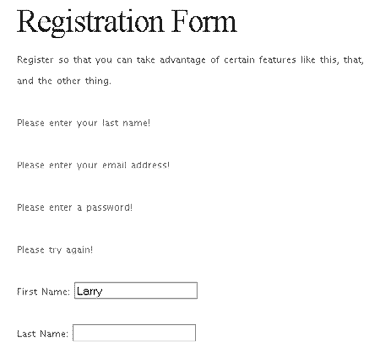 Registration Form
Register so that you can take advantage of certain features like this, that,
and the other thing.
Please enter your last name!
Please enter your email address!
Please enter a password!
Please try again!
First Name: Larry
Last Name: